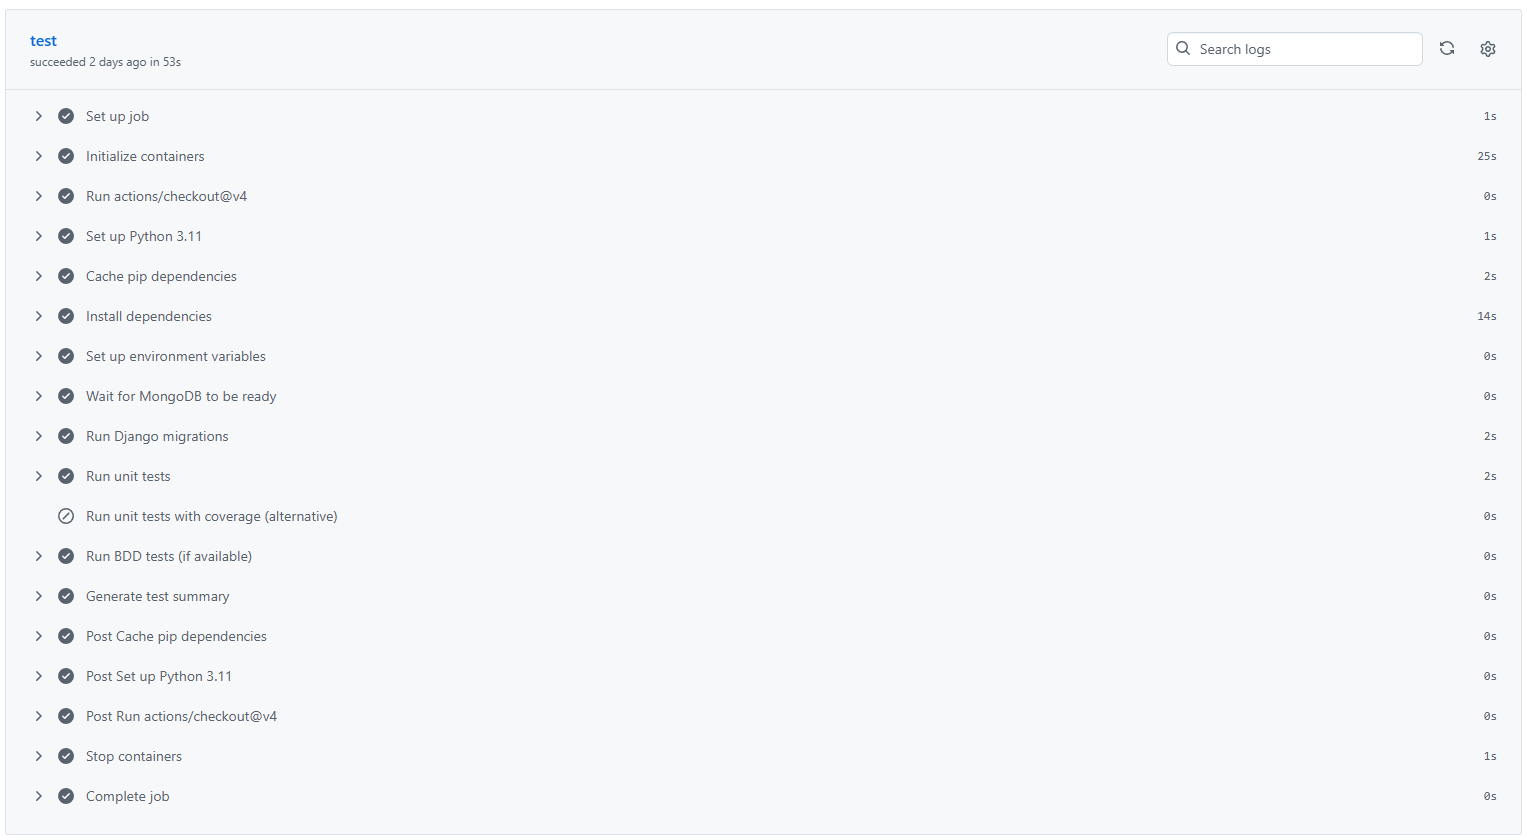 test
succeeded 2 days ago in 53s
Search logs
Set up job 1s
Initialize containers 25s
Run actions/checkout@v4 0s
Set up Python 3.11 1s
Cache pip dependencies 2s
Install dependencies 14s
Set up environment variables 0s
Wait for MongoDB to be ready 0s
Run Django migrations 2s
Run unit tests 2s
Run unit tests with coverage (alternative) 0s
Run BDD tests (if available) 0s
Generate test summary 0s
Post Cache pip dependencies 0s
Post Set up Python 3.11 0s
Post Run actions/checkout@v4 0s
Stop containers 1s
Complete job 0s